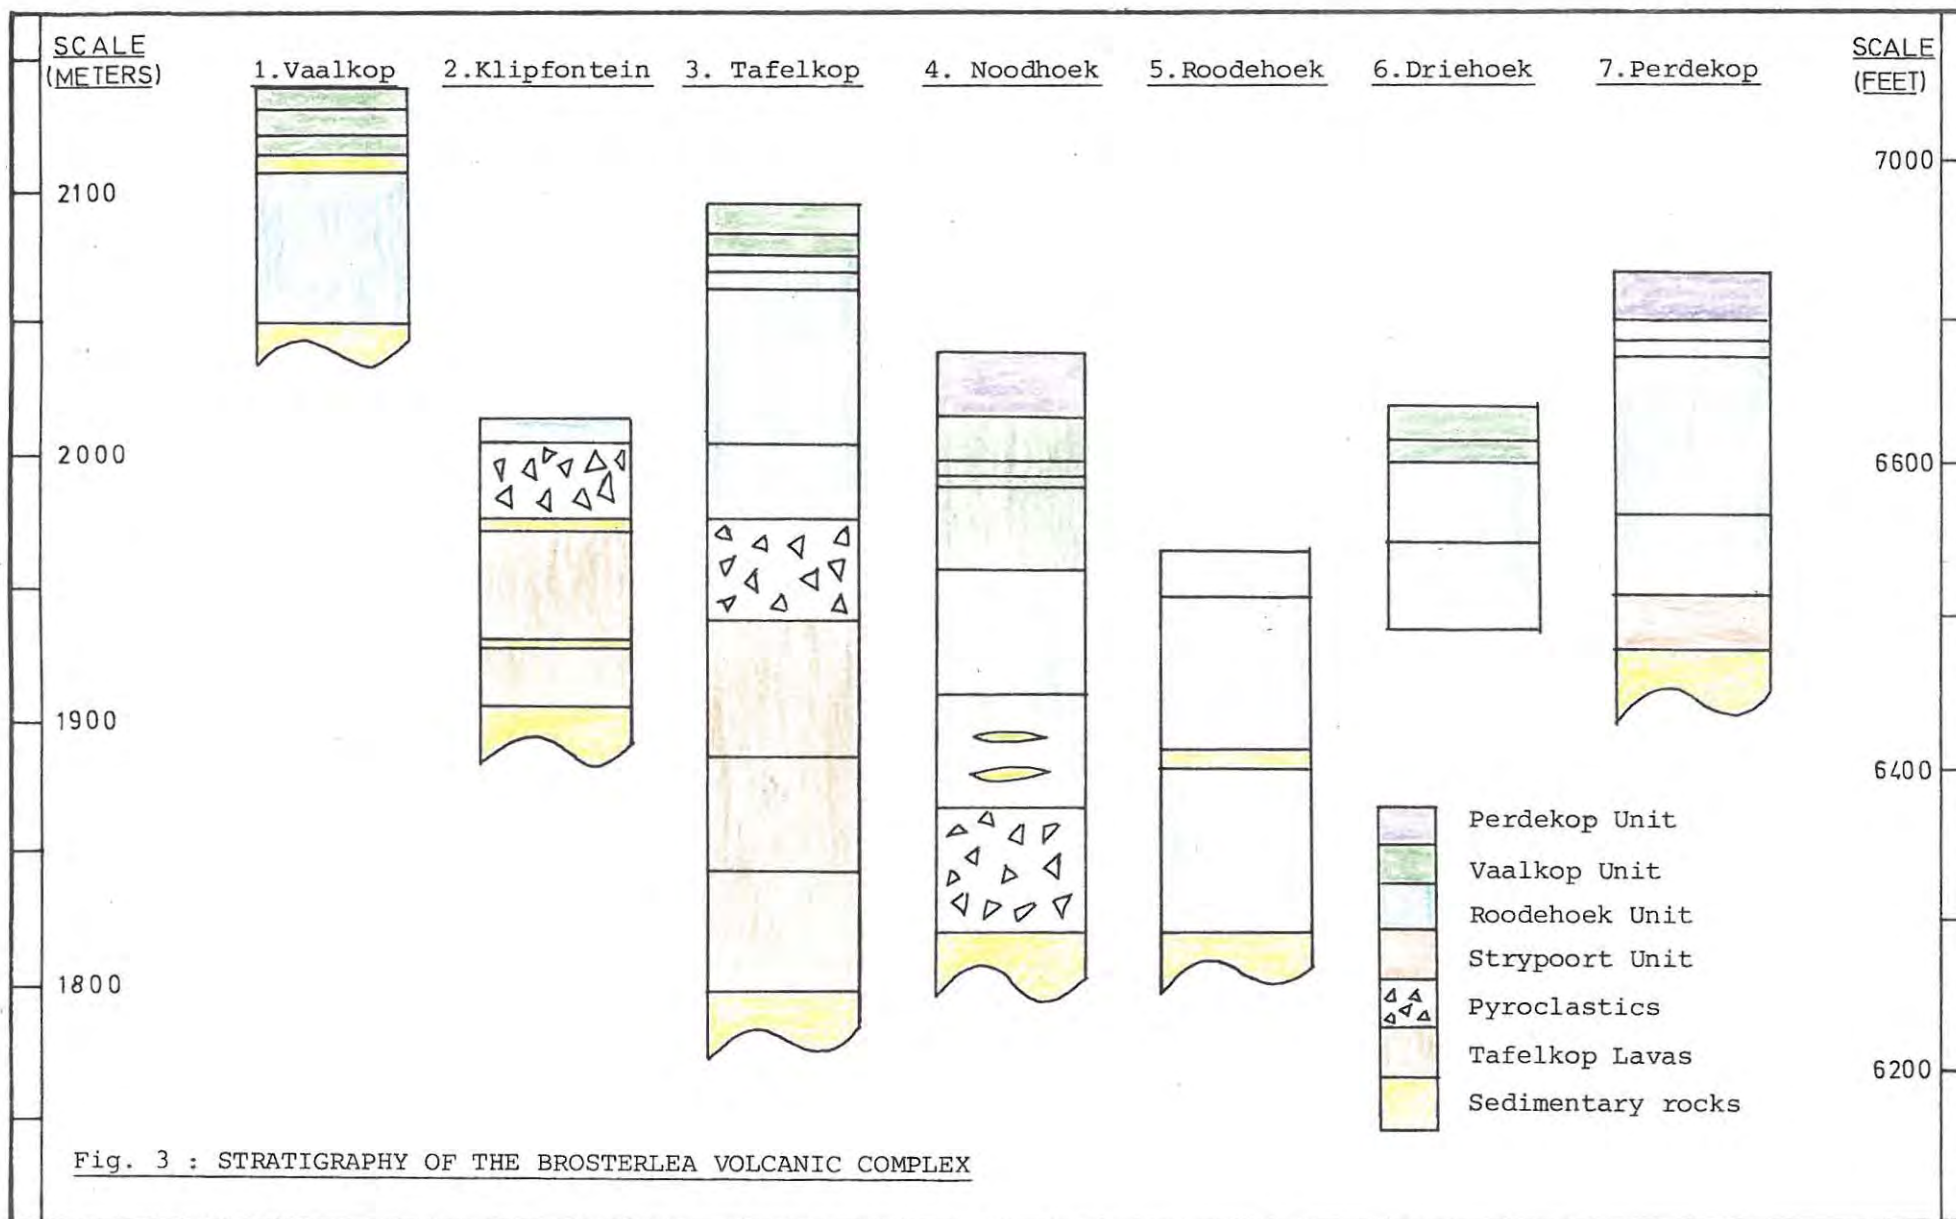 SCALE
(METERS)
1.Vaalkop
2.Klipfontein
3. Tafelkop
4. Noodhoek
5.Roodehoek
6.Driehoek
7.Perdekop
SCALE
(FEET)
2100
2000
1900
1800
7000
6600
6400
6200
Perdekop Unit
Vaalkop Unit
Roodehoek Unit
Strypoort Unit
Pyroclastics
Tafelkop Lavas
Sedimentary rocks
Fig. 3 : STRATIGRAPHY OF THE BROSTERLEA VOLCANIC COMPLEX